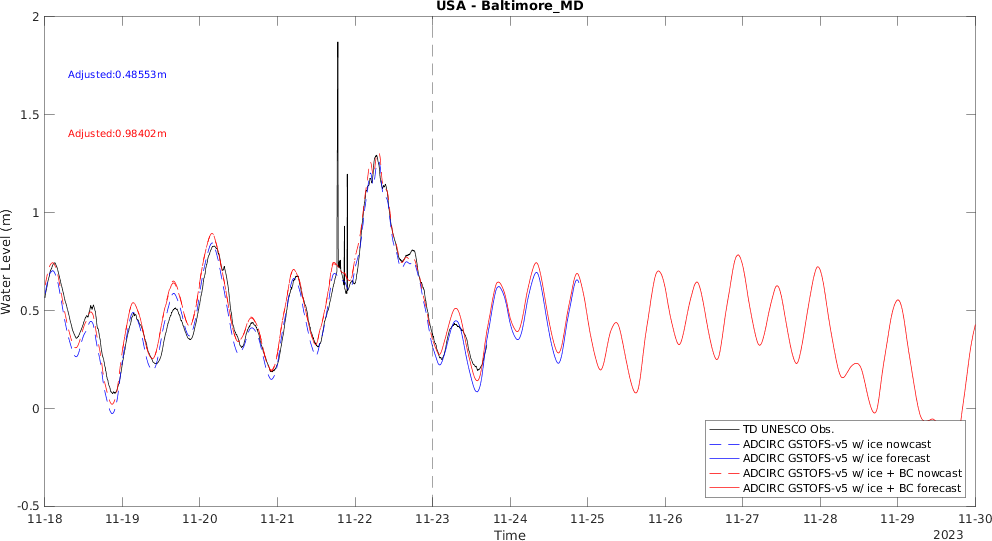 USA - Baltimore_MD
2
1.5
1
0.5
0
-0.5
Water Level (m)
Adjusted:0.48553m
Adjusted:0.98402m
TD UNESCO Obs.
ADCIRC GSTOFS-v5 w/ ice nowcast
ADCIRC GSTOFS-v5 w/ ice forecast
ADCIRC GSTOFS-v5 w/ ice + BC nowcast
ADCIRC GSTOFS-v5 w/ ice + BC forecast
11-18 11-19 11-20 11-21 11-22 11-23 11-24 11-25 11-26 11-27 11-28 11-29 11-30
Time
2023